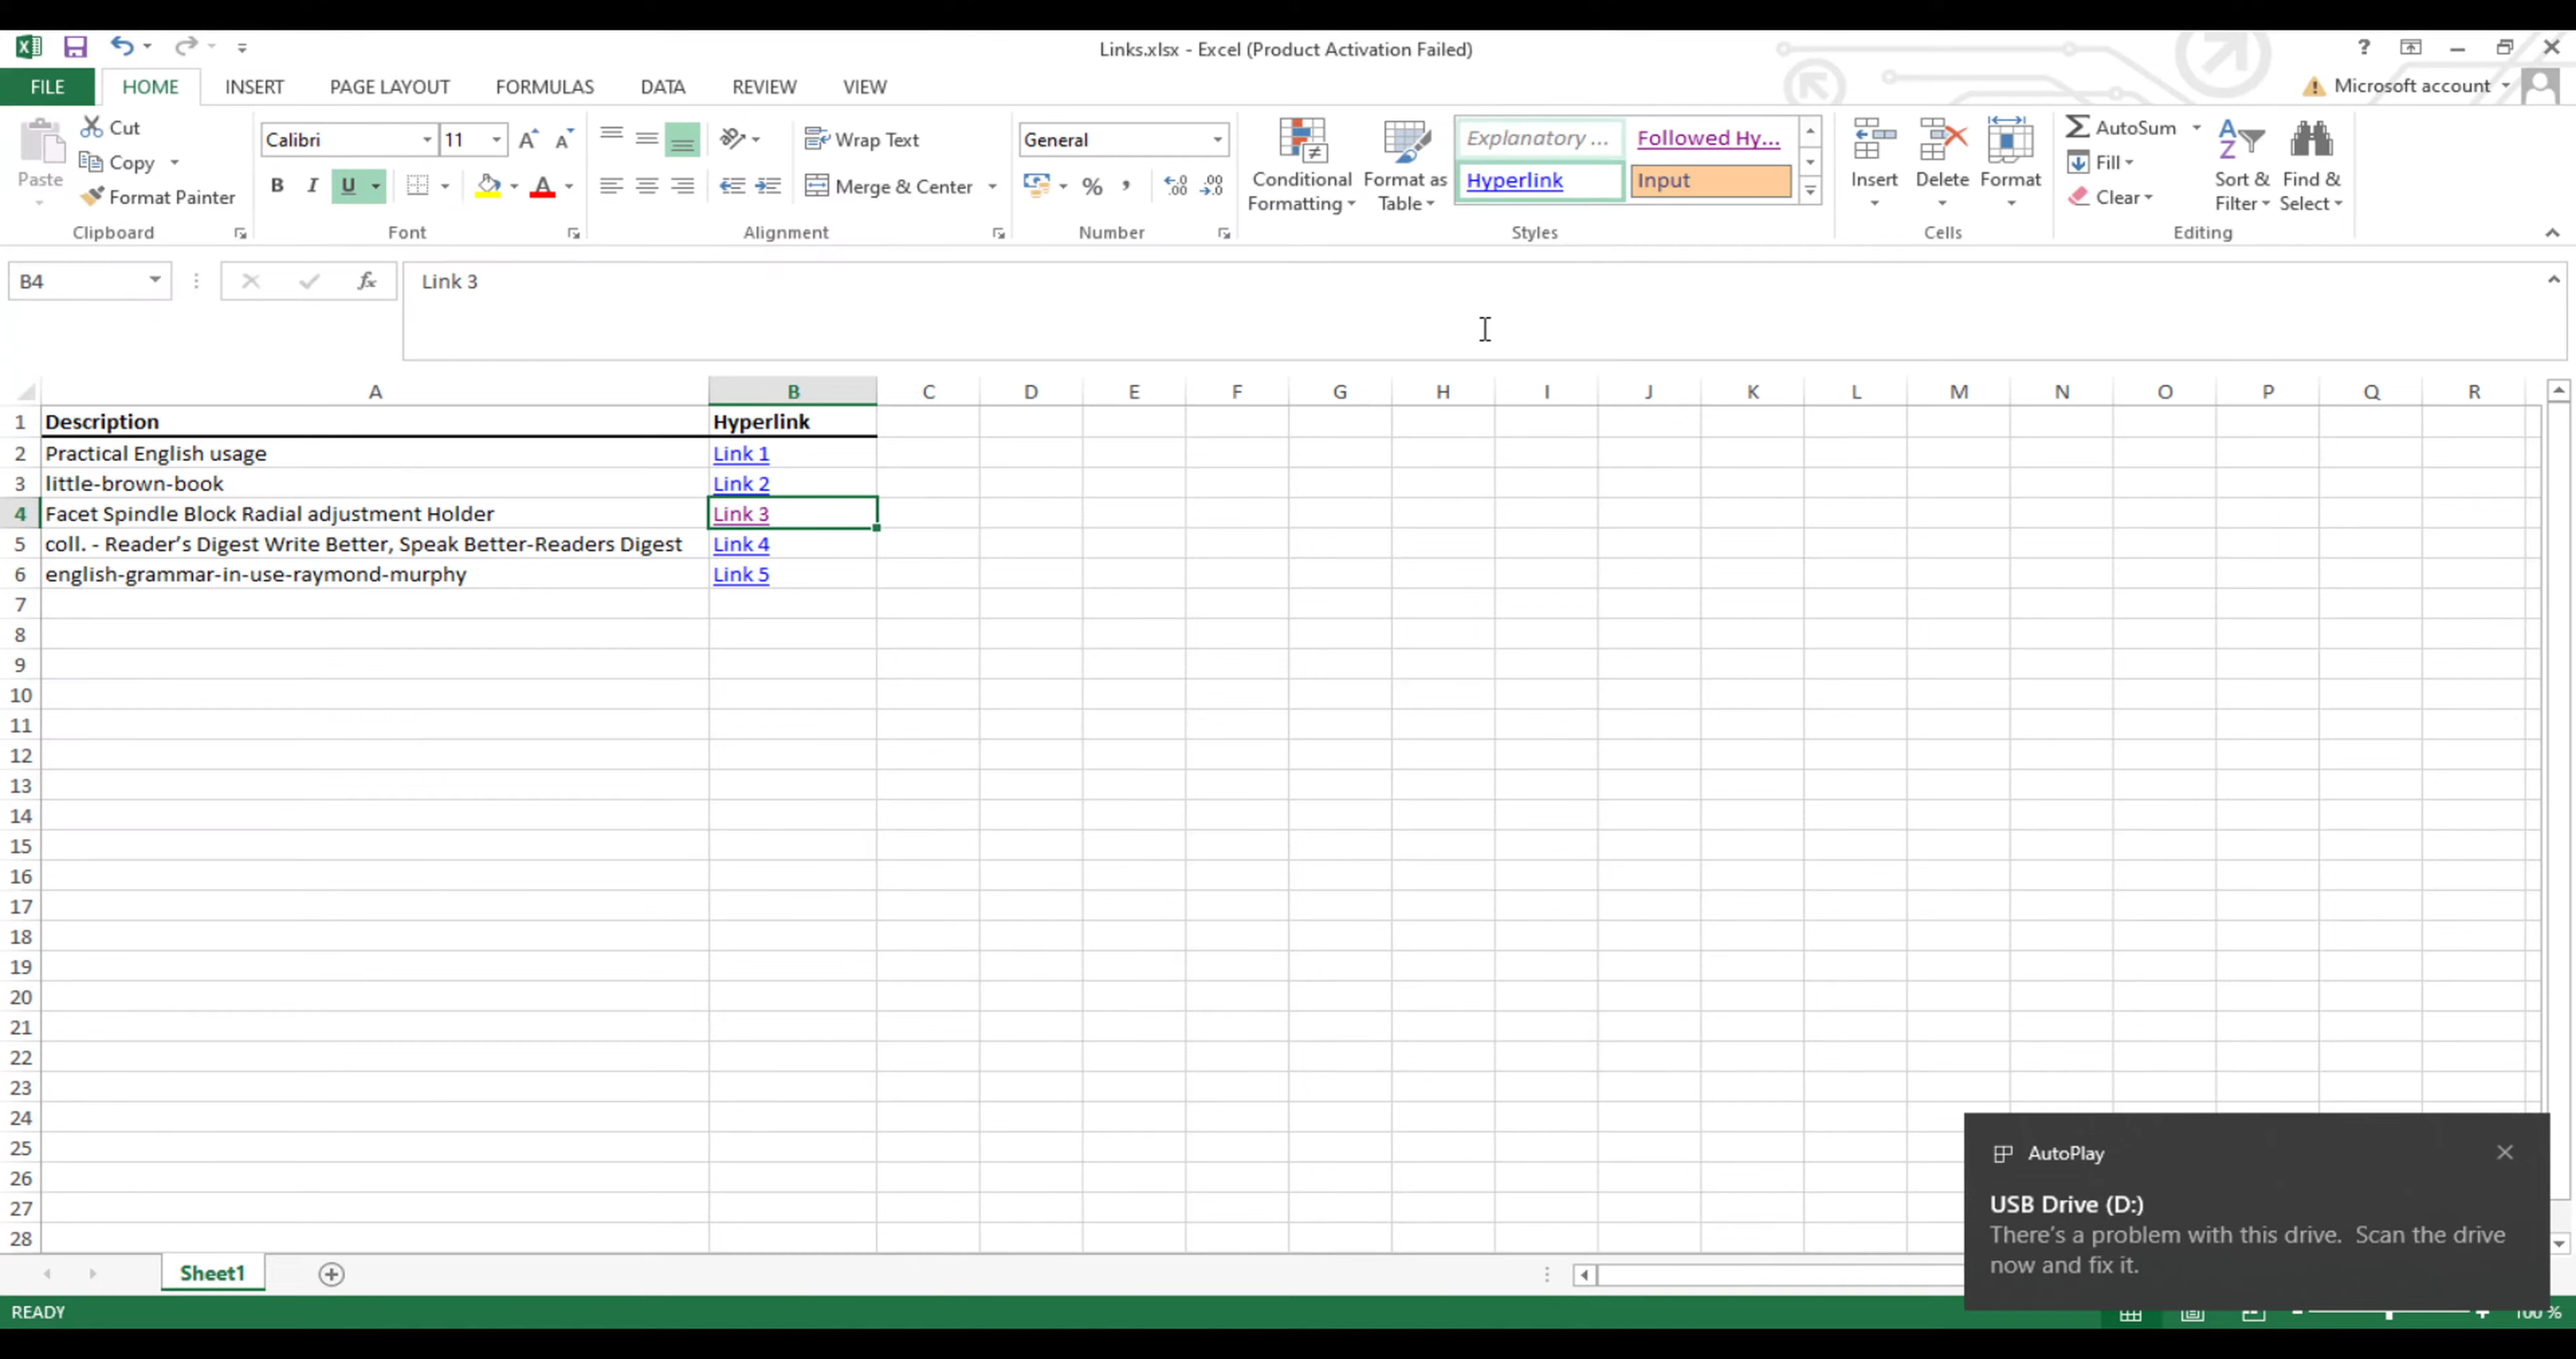 Links.xlsx - Excel (Product Activation Failed)
FILE HOME INSERT PAGE LAYOUT FORMULAS DATA REVIEW VIEW Microsoft account
Paste
Cut
Copy
Format Painter
Clipboard
Calibri 11
B I U A
Font
Wrap Text
Merge & Center
Alignment
General
% ,
Number
Conditional Formatting
Format as Table
Explanatory ... Followed Hy...
Hyperlink Input
Styles
Insert Delete Format
Cells
AutoSum
Fill
Clear
Sort & Filter
Find & Select
Editing
B4 fx Link 3
A B C D E F G H I J K L M N O P Q R
1 Description Hyperlink
2 Practical English usage Link 1
3 little-brown-book Link 2
4 Facet Spindle Block Radial adjustment Holder Link 3
5 coll. - Reader’s Digest Write Better, Speak Better-Readers Digest Link 4
6 english-grammar-in-use-raymond-murphy Link 5
7
8
9
10
11
12
13
14
15
16
17
18
19
20
21
22
23
24
25
26
27
28
AutoPlay
USB Drive (D:)
There’s a problem with this drive. Scan the drive
now and fix it.
Sheet1
READY 100 %